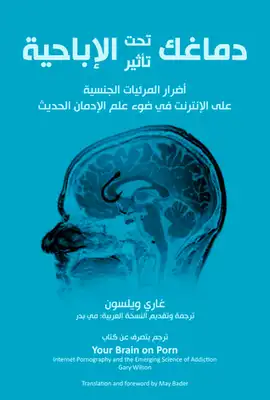 دماغك تحت تأثير الإباحية
أضرار المرئيات الجنسية
على الإنترنت في ضوء علم الإدمان الحديث
غاري ويلسون
ترجمة وتقديم النسخة العربية: مي بدر
ترجم بتصرف عن كتاب
Your Brain on Porn
Internet Pornography and the Emerging Science of Addiction
Gary Wilson
Translation and foreword by May Bader